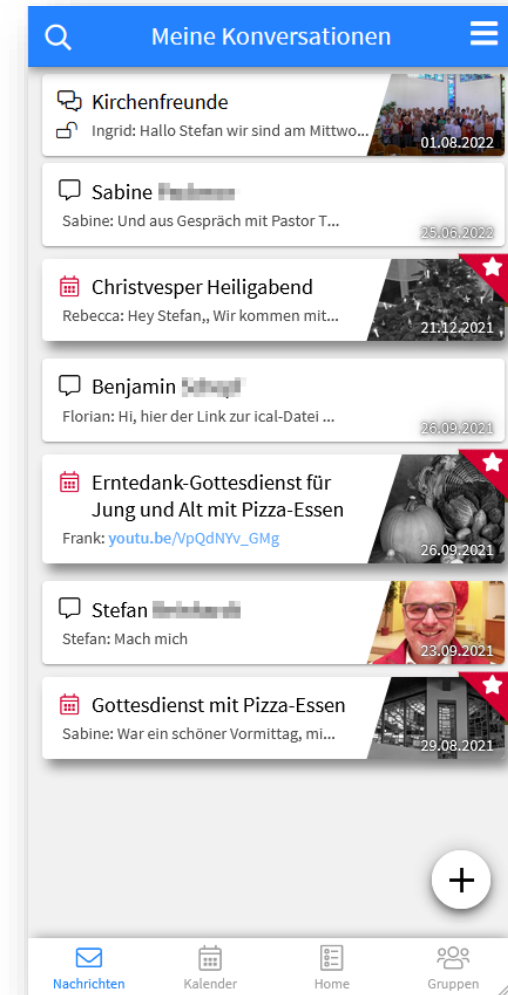 Meine Konversationen
Kirchenfreunde
Ingrid: Hallo Stefan wir sind am Mittwo...
01.08.2022
Sabine
Sabine: Und aus Gespräch mit Pastor T...
25.06.2022
Christvesper Heiligabend
Rebecca: Hey Stefan,, Wir kommen mit...
21.12.2021
Benjamin
Florian: Hi, hier der Link zur ical-Datei ...
26.09.2021
Erntedank-Gottesdienst für
Jung und Alt mit Pizza-Essen
Frank: youtu.be/VpQdNYv_GMg
26.09.2021
Stefan
Stefan: Mach mich
23.09.2021
Gottesdienst mit Pizza-Essen
Sabine: War ein schöner Vormittag, mi...
29.08.2021
Nachrichten
Kalender
Home
Gruppen